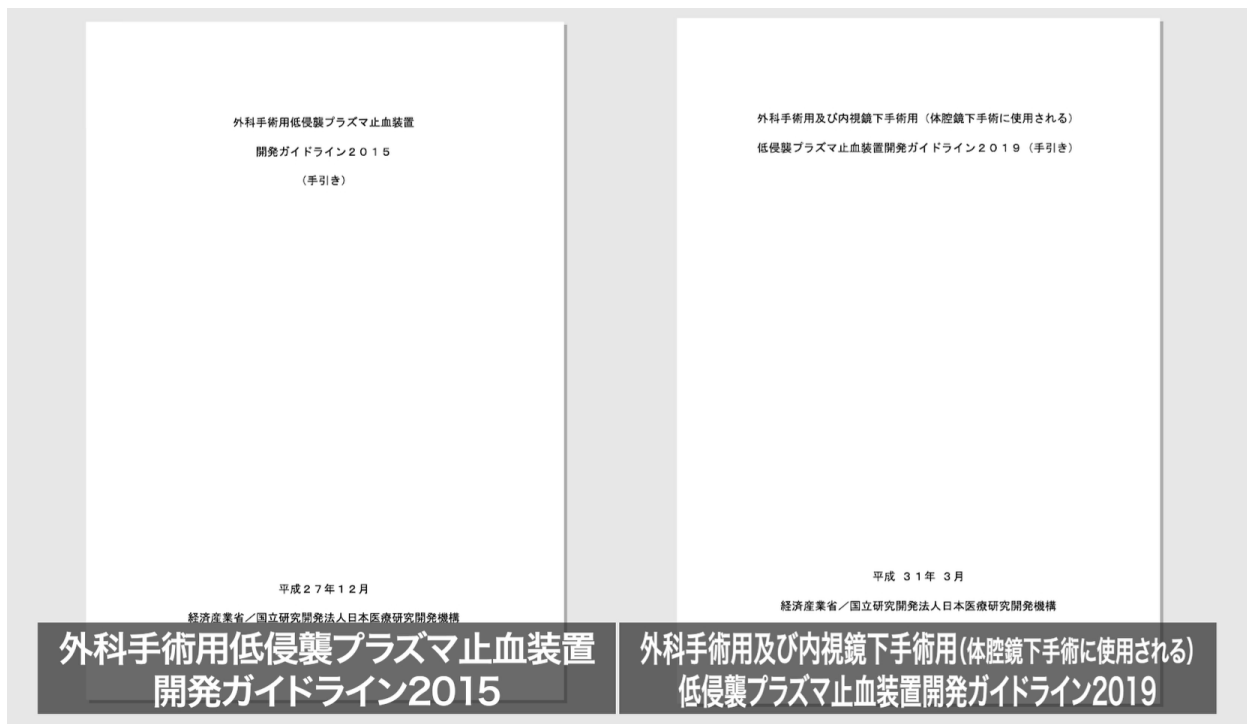 外科手術用低侵襲プラズマ止血装置
開発ガイドライン２０１５
（手引き）
平成２７年１２月
経済産業省／国立研究開発法人日本医療研究開発機構
外科手術用低侵襲プラズマ止血装置
開発ガイドライン2015
外科手術用及び内視鏡下手術用（体腔鏡下手術に使用される）
低侵襲プラズマ止血装置開発ガイドライン２０１９（手引き）
平成 ３１年 ３月
経済産業省／国立研究開発法人日本医療研究開発機構
外科手術用及び内視鏡下手術用(体腔鏡下手術に使用される)
低侵襲プラズマ止血装置開発ガイドライン2019